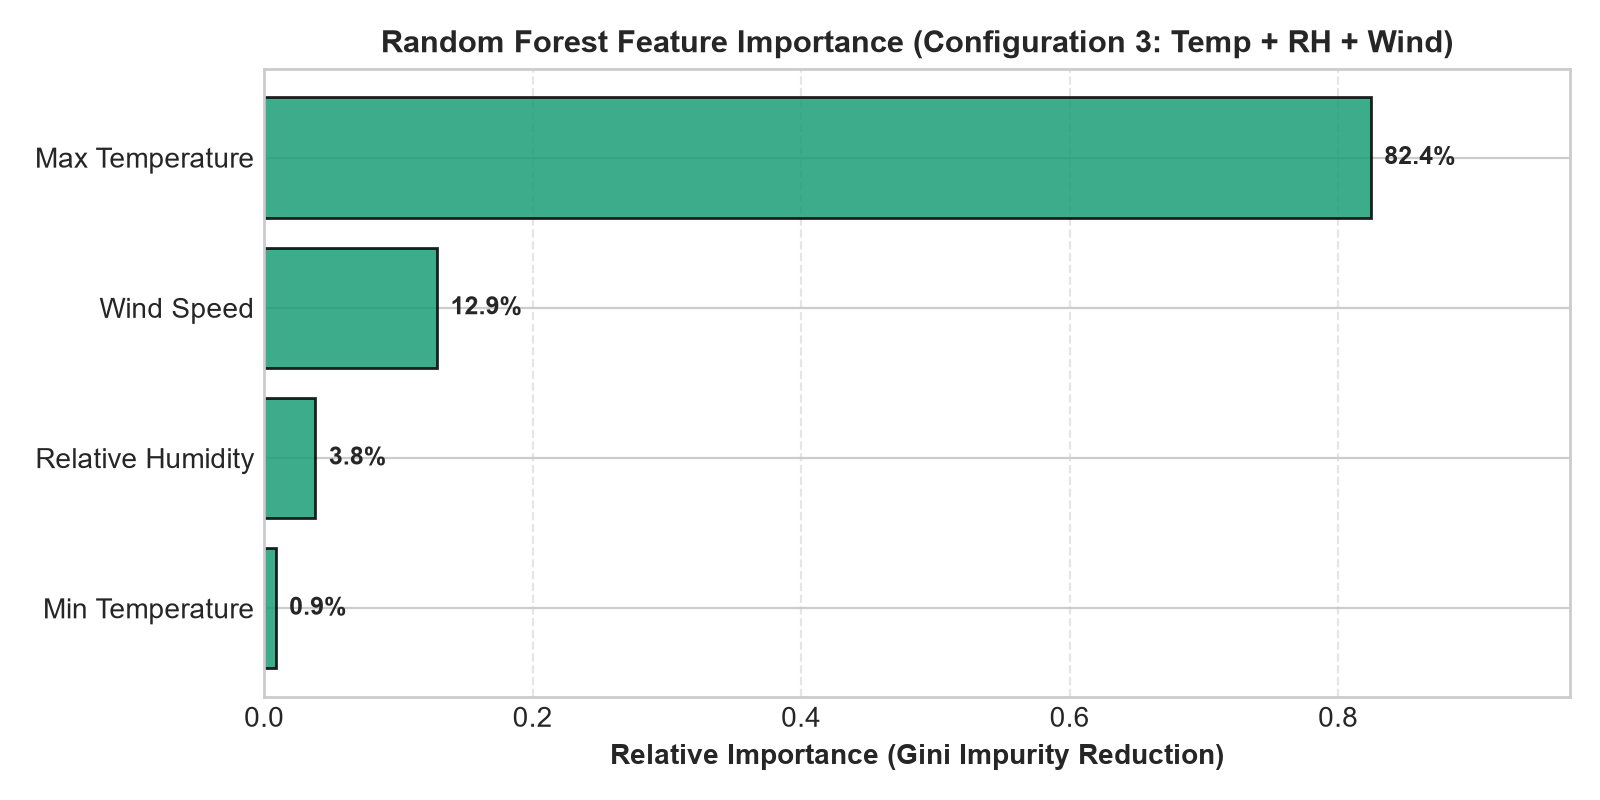 Random Forest Feature Importance (Configuration 3: Temp + RH + Wind)
Max Temperature
82.4%
Wind Speed
12.9%
Relative Humidity
3.8%
Min Temperature
0.9%
0.0 0.2 0.4 0.6 0.8
Relative Importance (Gini Impurity Reduction)